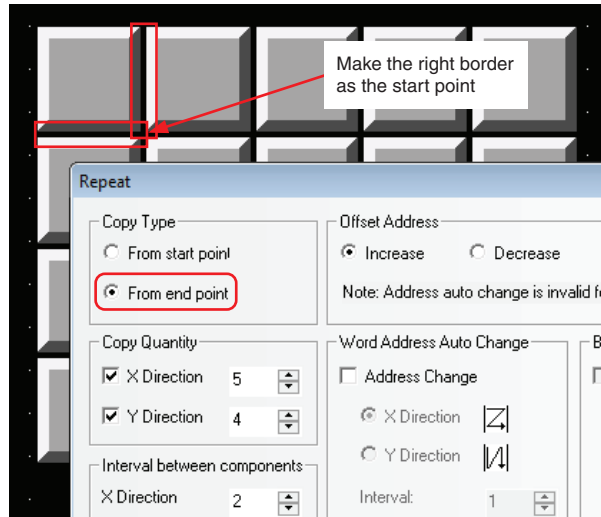 Make the right border
as the start point
Repeat
Copy Type
From start point
From end point
Offset Address
Increase
Decrease
Note: Address auto change is invalid
Copy Quantity
X Direction 5
Y Direction 4
Word Address Auto Change
Address Change
X Direction
Y Direction
Interval: 1
Interval between components
X Direction 2